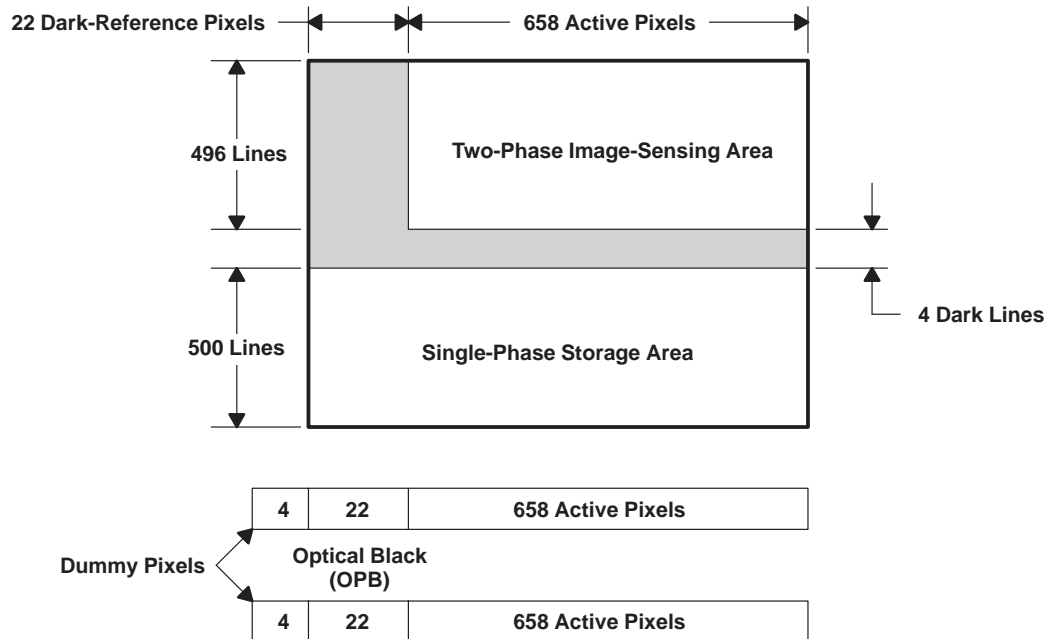 22 Dark-Reference Pixels
658 Active Pixels
496 Lines
Two-Phase Image-Sensing Area
4 Dark Lines
500 Lines
Single-Phase Storage Area
4 22 658 Active Pixels
Dummy Pixels
Optical Black
(OPB)
4 22 658 Active Pixels